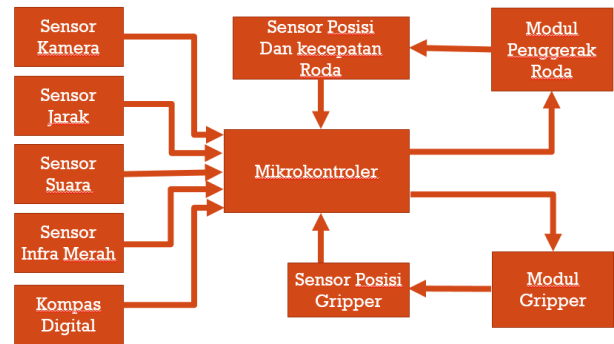 Sensor
Kamera
Sensor
Jarak
Sensor
Suara
Sensor
Infra Merah
Kompas
Digital
Sensor Posisi
Dan kecepatan
Roda
Mikrokontroler
Sensor Posisi
Gripper
Modul
Penggerak
Roda
Modul
Gripper